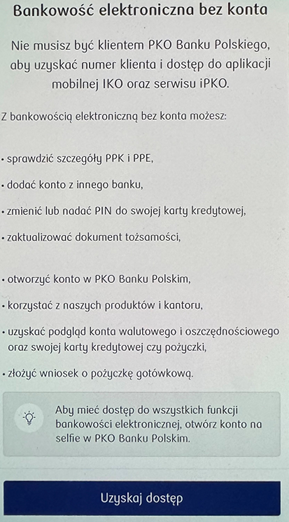 Bankowość elektroniczna bez konta
Nie musisz być klientem PKO Banku Polskiego,
aby uzyskać numer klienta i dostęp do aplikacji
mobilnej IKO oraz serwisu iPKO.
Z bankowością elektroniczną bez konta możesz:
• sprawdzić szczegóły PPK i PPE,
• dodać konto z innego banku,
• zmienić lub nadać PIN do swojej karty kredytowej,
• zaktualizować dokument tożsamości,
• otworzyć konto w PKO Banku Polskim,
• korzystać z naszych produktów i kantoru,
• uzyskać podgląd konta walutowego i oszczędnościowego
oraz swojej karty kredytowej czy pożyczki,
• złożyć wniosek o pożyczkę gotówkową.
Aby mieć dostęp do wszystkich funkcji
bankowości elektronicznej, otwórz konto na
selfie w PKO Banku Polskim.
Uzyskaj dostęp